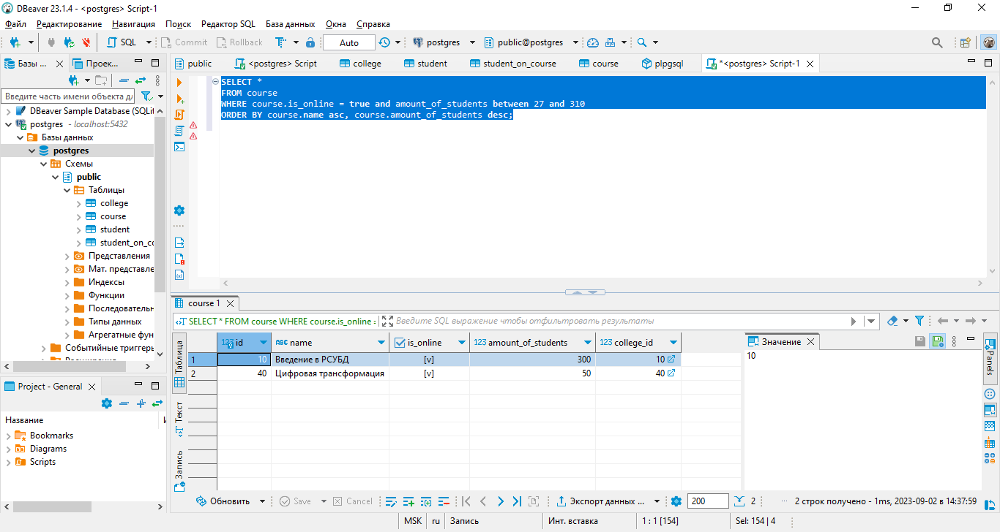 DBeaver 23.1.4 - <postgres> Script-1
Файл Редактирование Навигация Поиск Редактор SQL База данных Окна Справка
SQL Commit Rollback Auto postgres public@postgres
Базы ... Проек...
public <postgres> Script college student student_on_course course plpgsql *<postgres> Script-1
Введите часть имени объекта дл
DBeaver Sample Database (SQLit
postgres - localhost:5432
Базы данных
postgres
Схемы
public
Таблицы
college
course
student
student_on_co
Представления
Мат. представле
Индексы
Функции
Последовательн
Типы данных
Агрегатные фун
Событийные триггеры
SELECT *
FROM course
WHERE course.is_online = true and amount_of_students between 27 and 310
ORDER BY course.name asc, course.amount_of_students desc;
Project - General
Название
Bookmarks
Diagrams
Scripts
course 1
SELECT * FROM course WHERE course.is_online = Введите SQL выражение чтобы отфильтровать результаты
Таблица
Текст
Запись
123 id ABC name is_online 123 amount_of_students 123 college_id
1 10 Введение в РСУБД [v] 300 10
2 40 Цифровая трансформация [v] 50 40
Значение
10
Panels
Обновить Save Cancel Экспорт данных ... 200 2 2 строк получено - 1ms, 2023-09-02 в 14:37:59
MSK ru Запись Инт. вставка 1 : 1 [154] Sel: 154 | 4